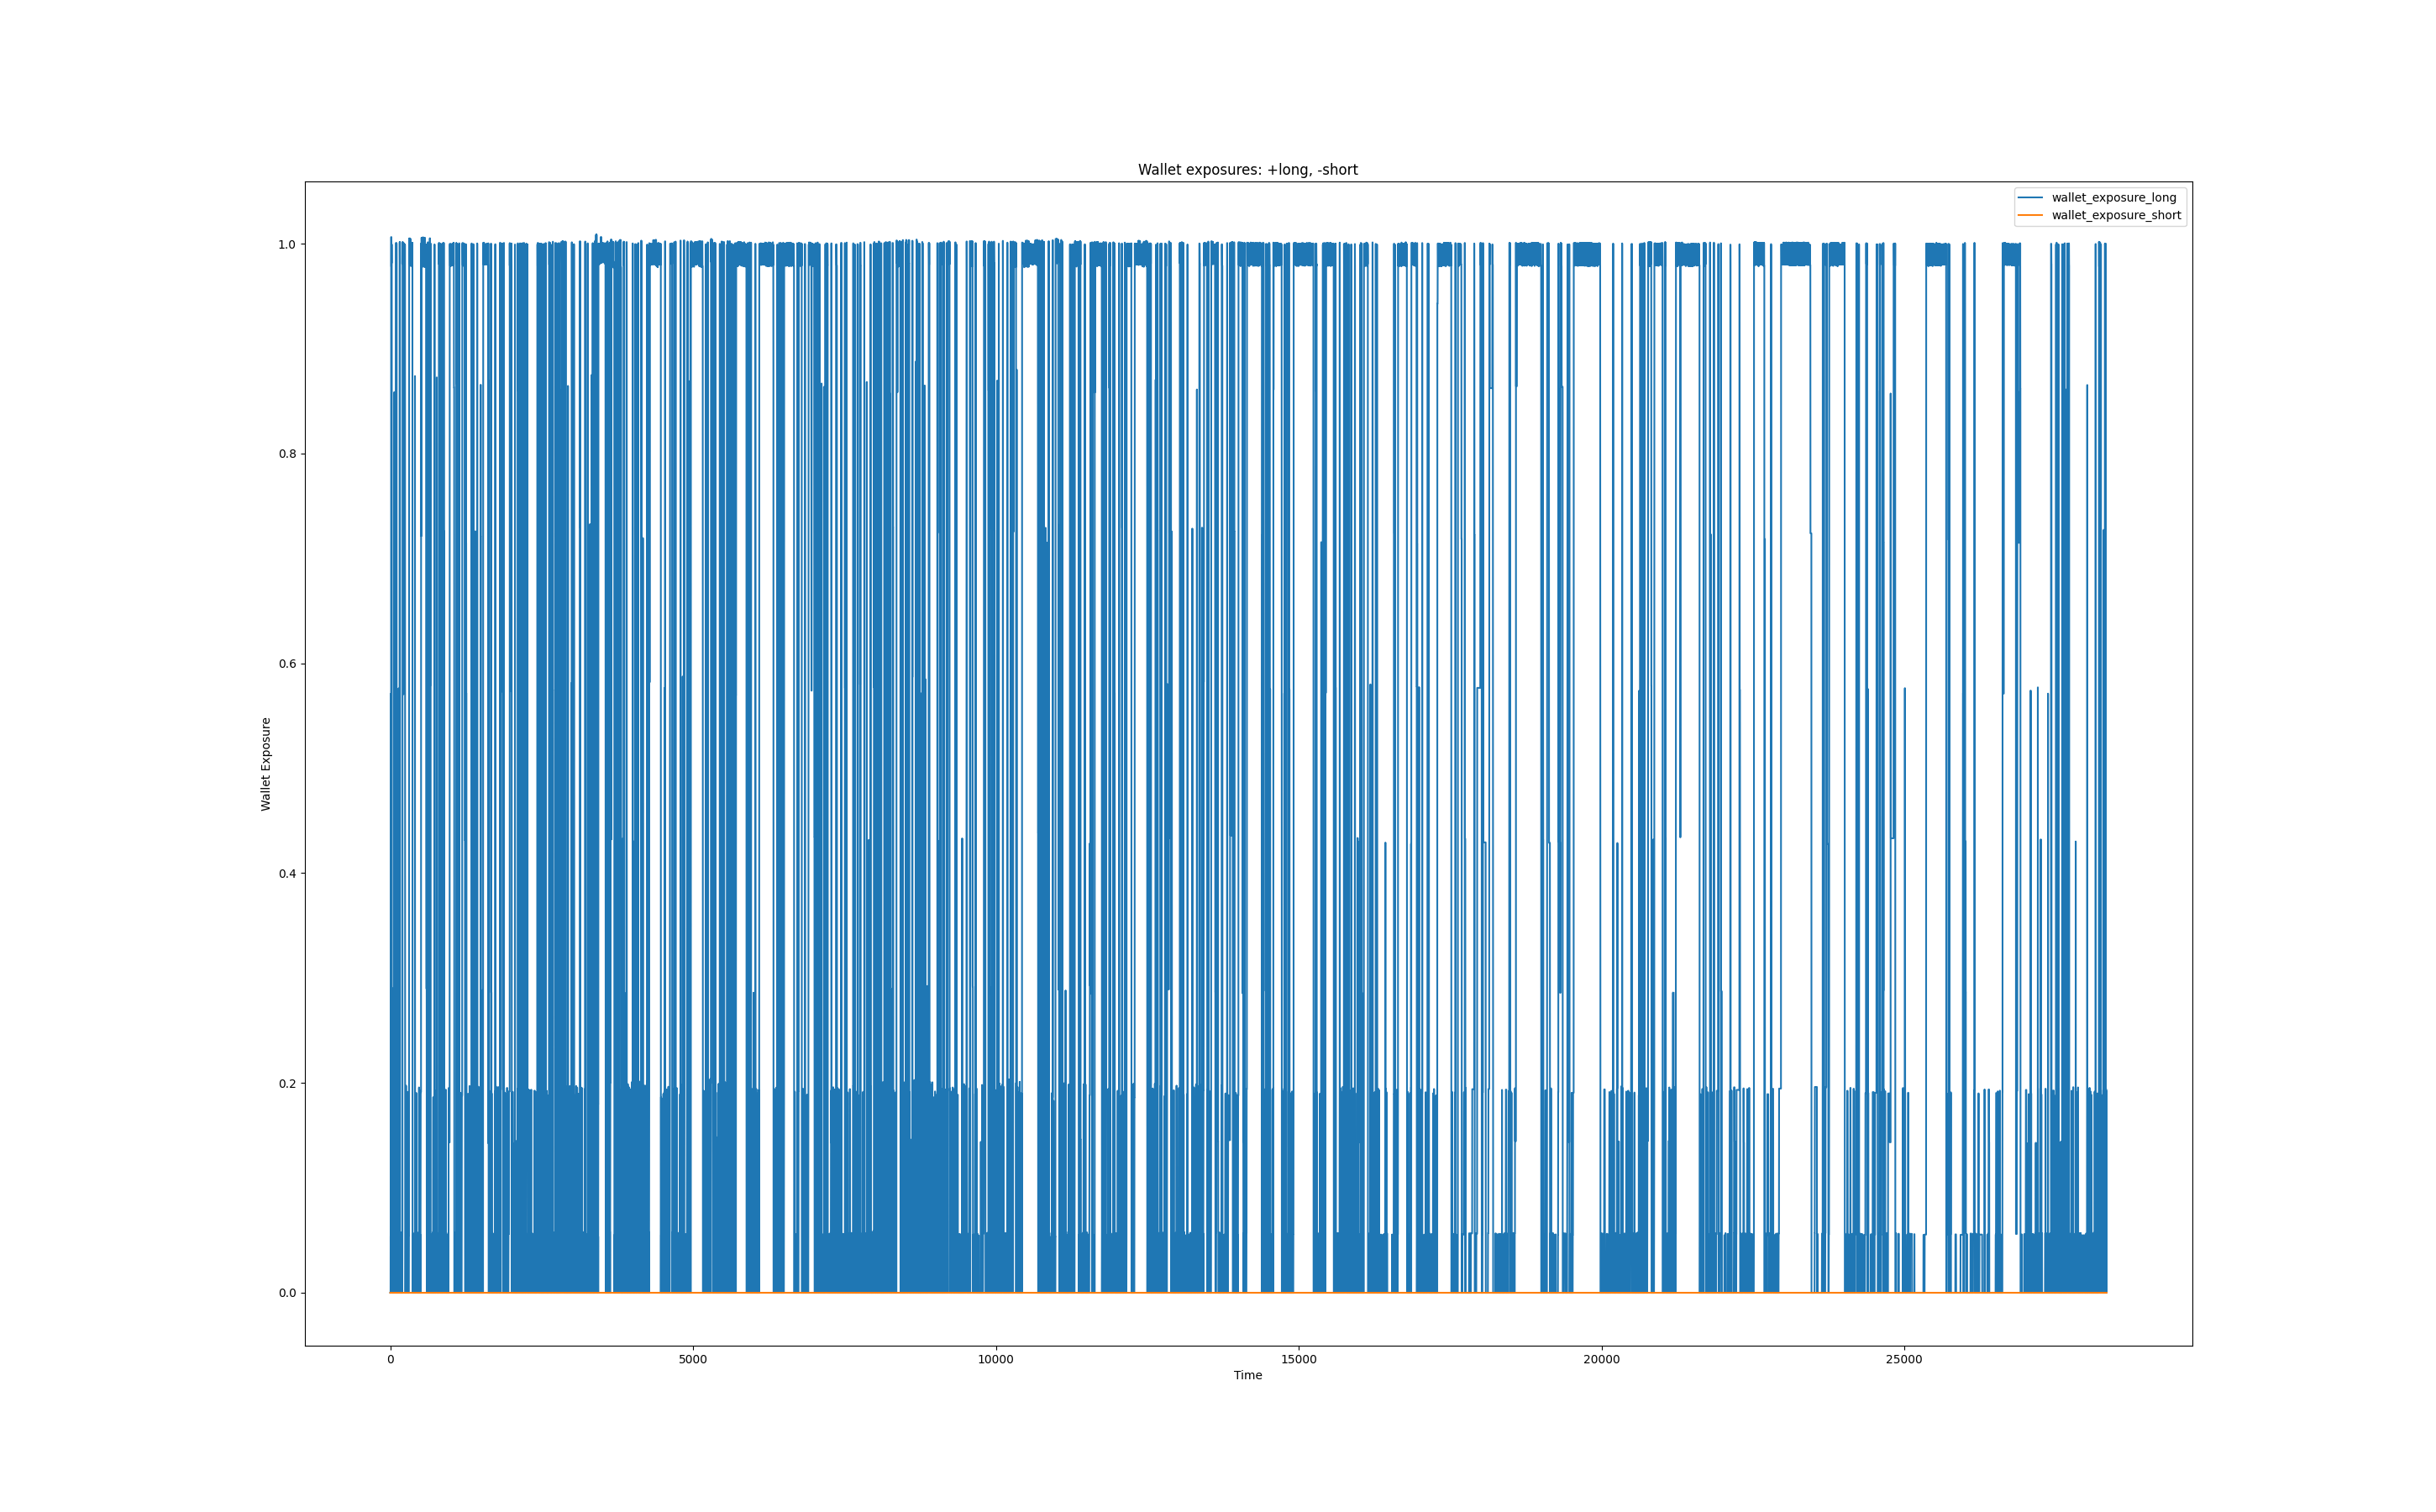 Wallet exposures: +long, -short
wallet_exposure_long
wallet_exposure_short
1.0
0.8
0.6
0.4
0.2
0.0
Wallet Exposure
0 5000 10000 15000 20000 25000
Time